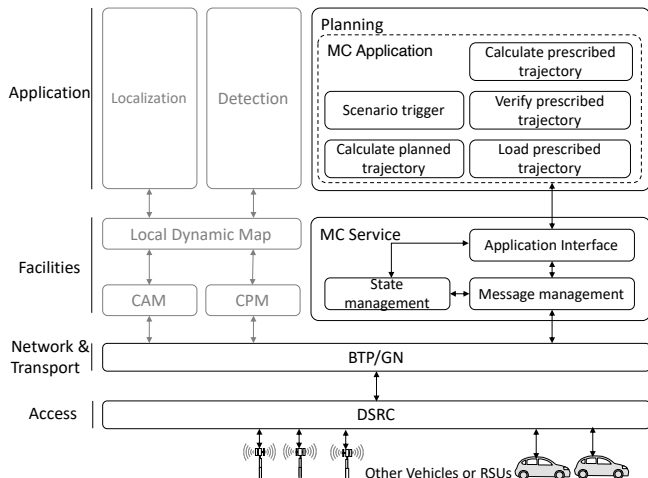 Planning
MC Application
Calculate prescribed
trajectory
Application
Localization
Detection
Scenario trigger
Verify prescribed
trajectory
Calculate planned
trajectory
Load prescribed
trajectory
Local Dynamic Map
MC Service
Application Interface
Facilities
CAM
CPM
State
management
Message management
Network &
Transport
BTP/GN
Access
DSRC
Other Vehicles or RSUs